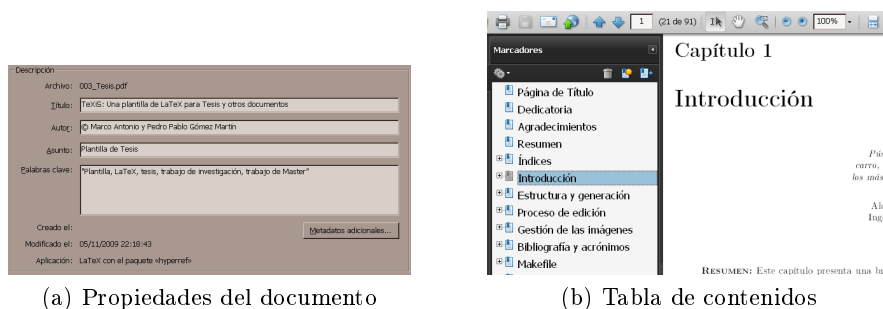 Descripción
Archivo: 003_Tesis.pdf
Título: TeXiS: Una plantilla de LaTeX para Tesis y otros documentos
Autor: © Marco Antonio y Pedro Pablo Gómez Martín
Asunto: Plantilla de Tesis
Palabras clave: "Plantilla, LaTeX, tesis, trabajo de investigación, trabajo de Master"
Creado el:
Metadatos adicionales...
Modificado el: 05/11/2009 22:18:43
Aplicación: LaTeX con el paquete «hyperref»
(a) Propiedades del documento
1 (21 de 91) 100%
Marcadores
Página de Título
Dedicatoria
Agradecimientos
Resumen
Índices
Introducción
Estructura y generación
Proceso de edición
Gestión de las imágenes
Bibliografía y acrónimos
Makefile
Capítulo 1
Introducción
carro,
los más
RESUMEN: Este capítulo presenta una
(b) Tabla de contenidos